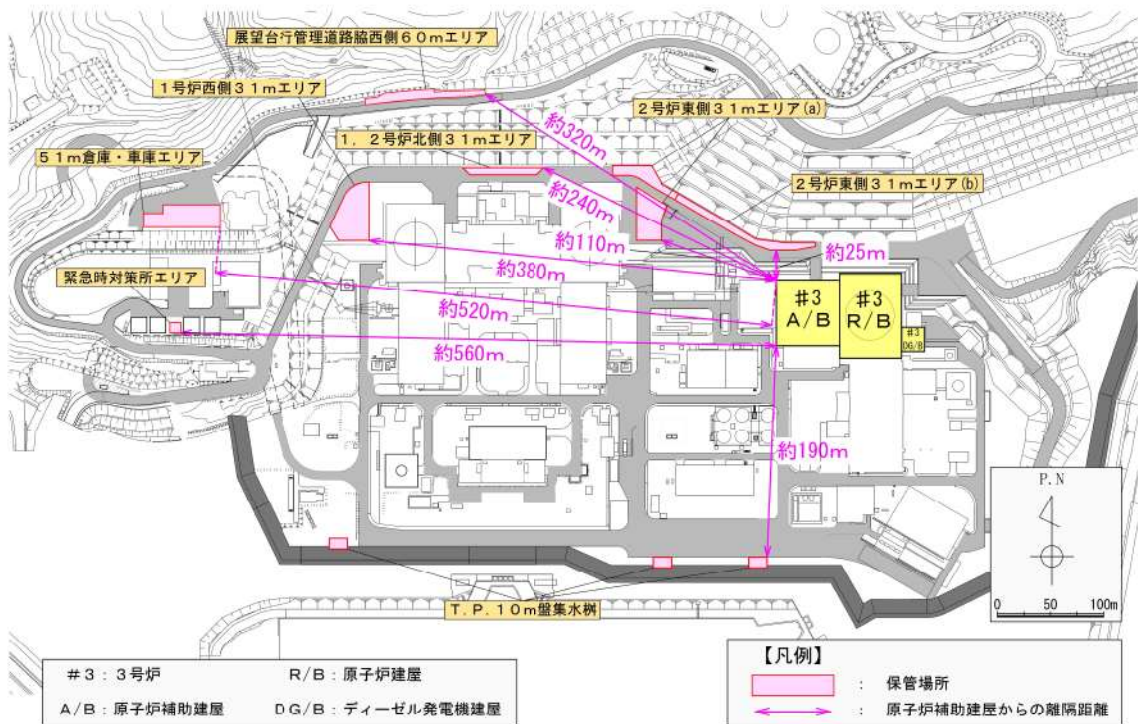 展望台行管理道路脇西側60mエリア
1号炉西側31mエリア
2号炉東側31mエリア(a)
1,2号炉北側31mエリア
51m倉庫・車庫エリア
2号炉東側31mエリア(b)
緊急時対策所エリア
約320m
約240m
約110m
約25m
約380m
約520m
約560m
約190m
#3
A/B
#3
R/B
#3
DG/B
P.N
0 50 100m
T.P.10m盤集水桝
#3:3号炉
R/B:原子炉建屋
A/B:原子炉補助建屋
DG/B:ディーゼル発電機建屋
【凡例】
: 保管場所
: 原子炉補助建屋からの離隔距離